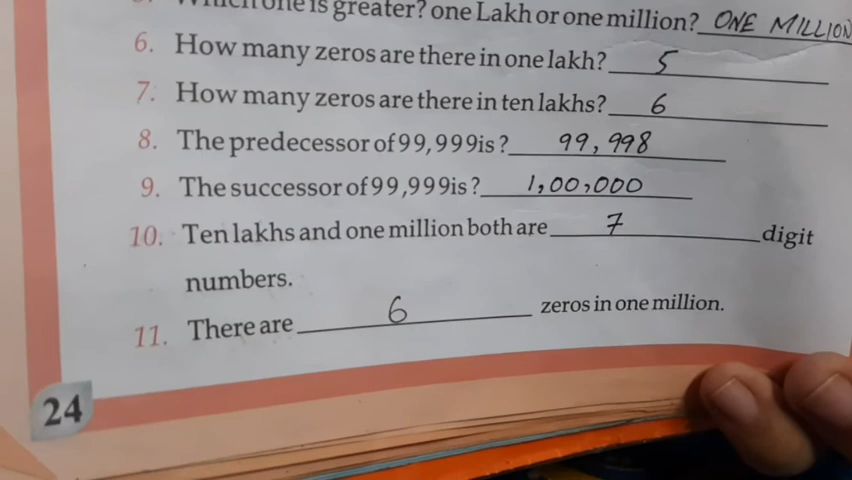 one is greater? one Lakh or one million? ONE MILLION
6. How many zeros are there in one lakh? 5
7. How many zeros are there in ten lakhs? 6
8. The predecessor of 99,999 is? 99,998
9. The successor of 99,999 is? 1,00,000
10. Ten lakhs and one million both are 7 digit
numbers.
11. There are 6 zeros in one million.
24